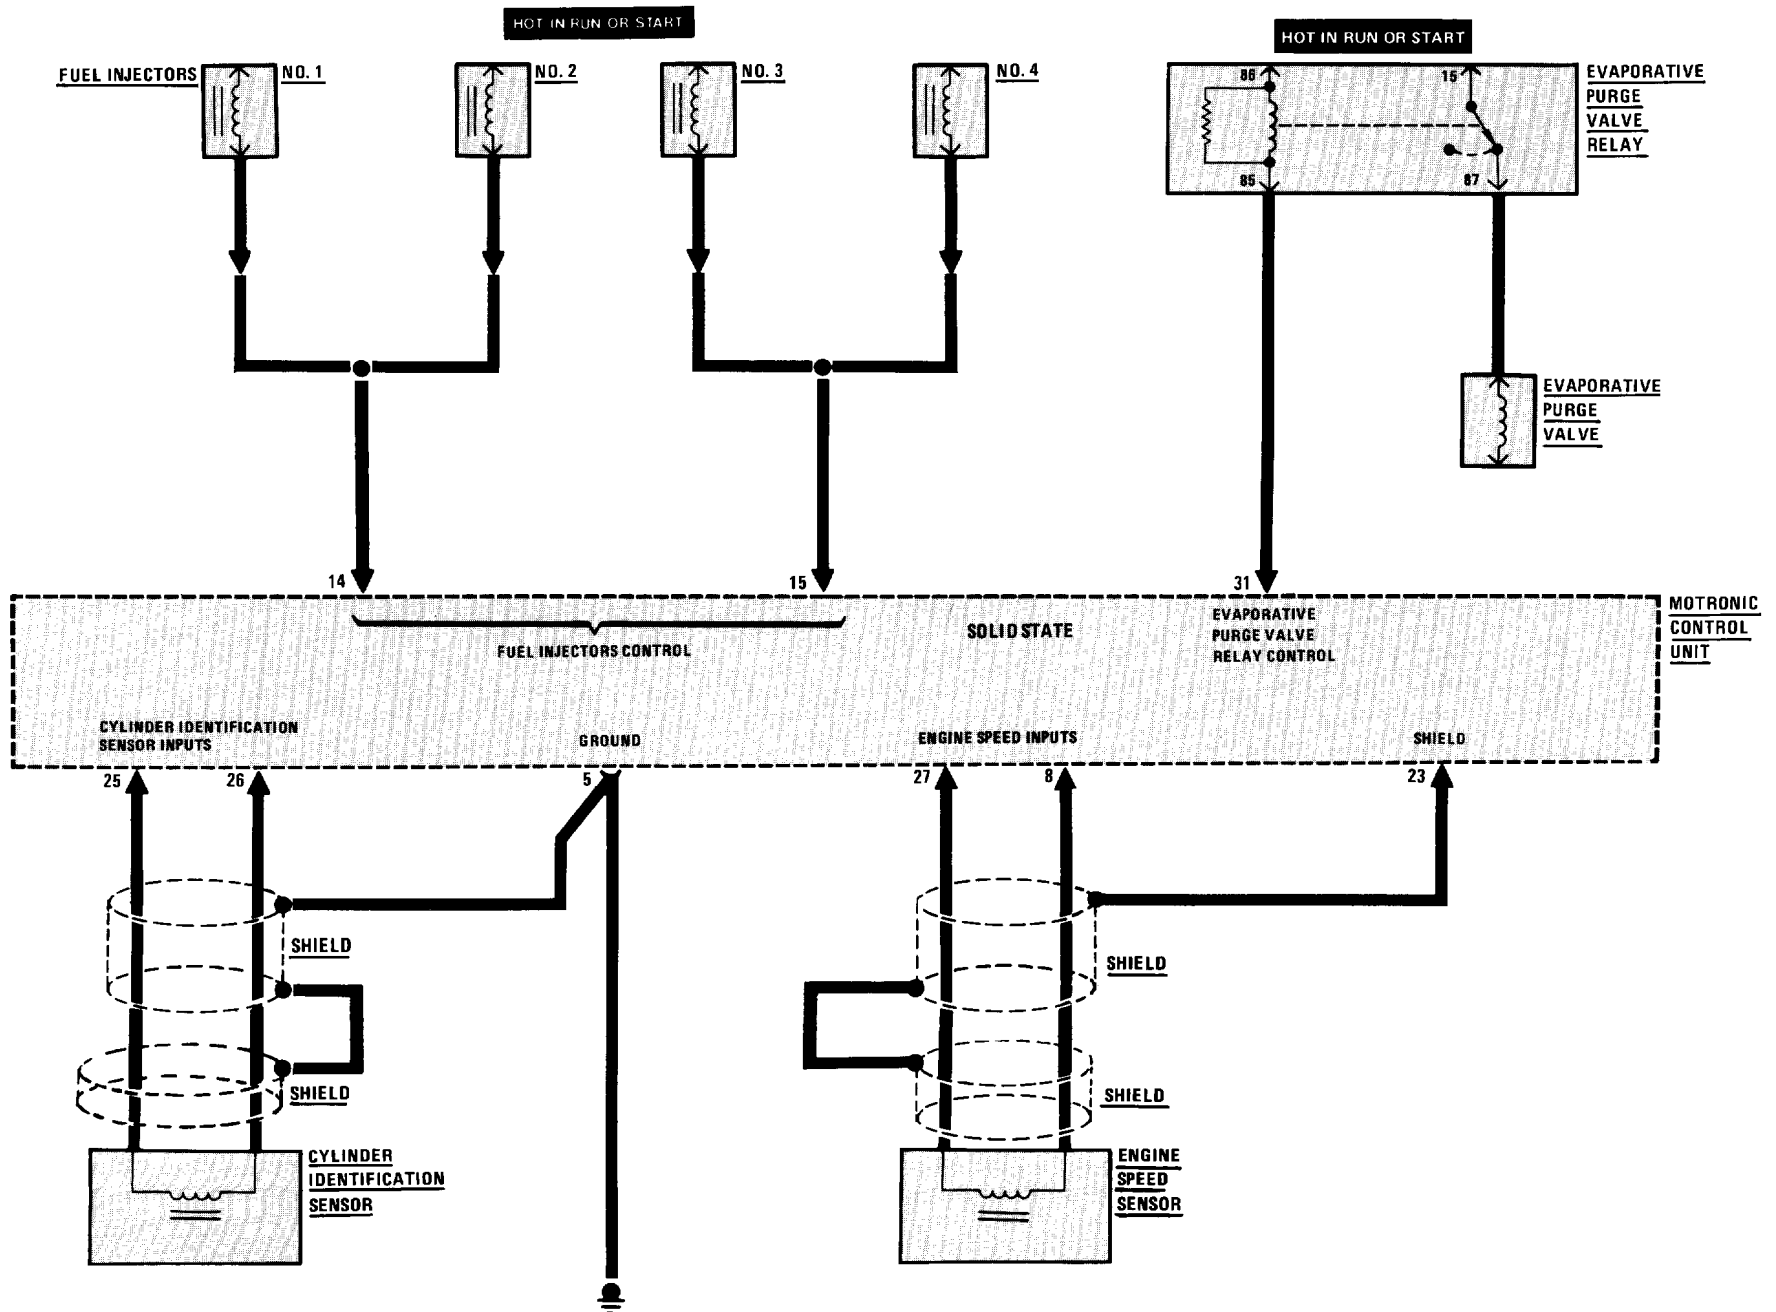 HOT IN RUN OR START
HOT IN RUN OR START
FUEL INJECTORS
NO. 1
NO. 2
NO. 3
NO. 4
86
15
85
87
EVAPORATIVE
PURGE
VALVE
RELAY
EVAPORATIVE
PURGE
VALVE
14
15
31
MOTRONIC
CONTROL
UNIT
FUEL INJECTORS CONTROL
SOLID STATE
EVAPORATIVE
PURGE VALVE
RELAY CONTROL
CYLINDER IDENTIFICATION
SENSOR INPUTS
GROUND
ENGINE SPEED INPUTS
SHIELD
25
26
5
27
8
23
SHIELD
SHIELD
SHIELD
SHIELD
CYLINDER
IDENTIFICATION
SENSOR
ENGINE
SPEED
SENSOR